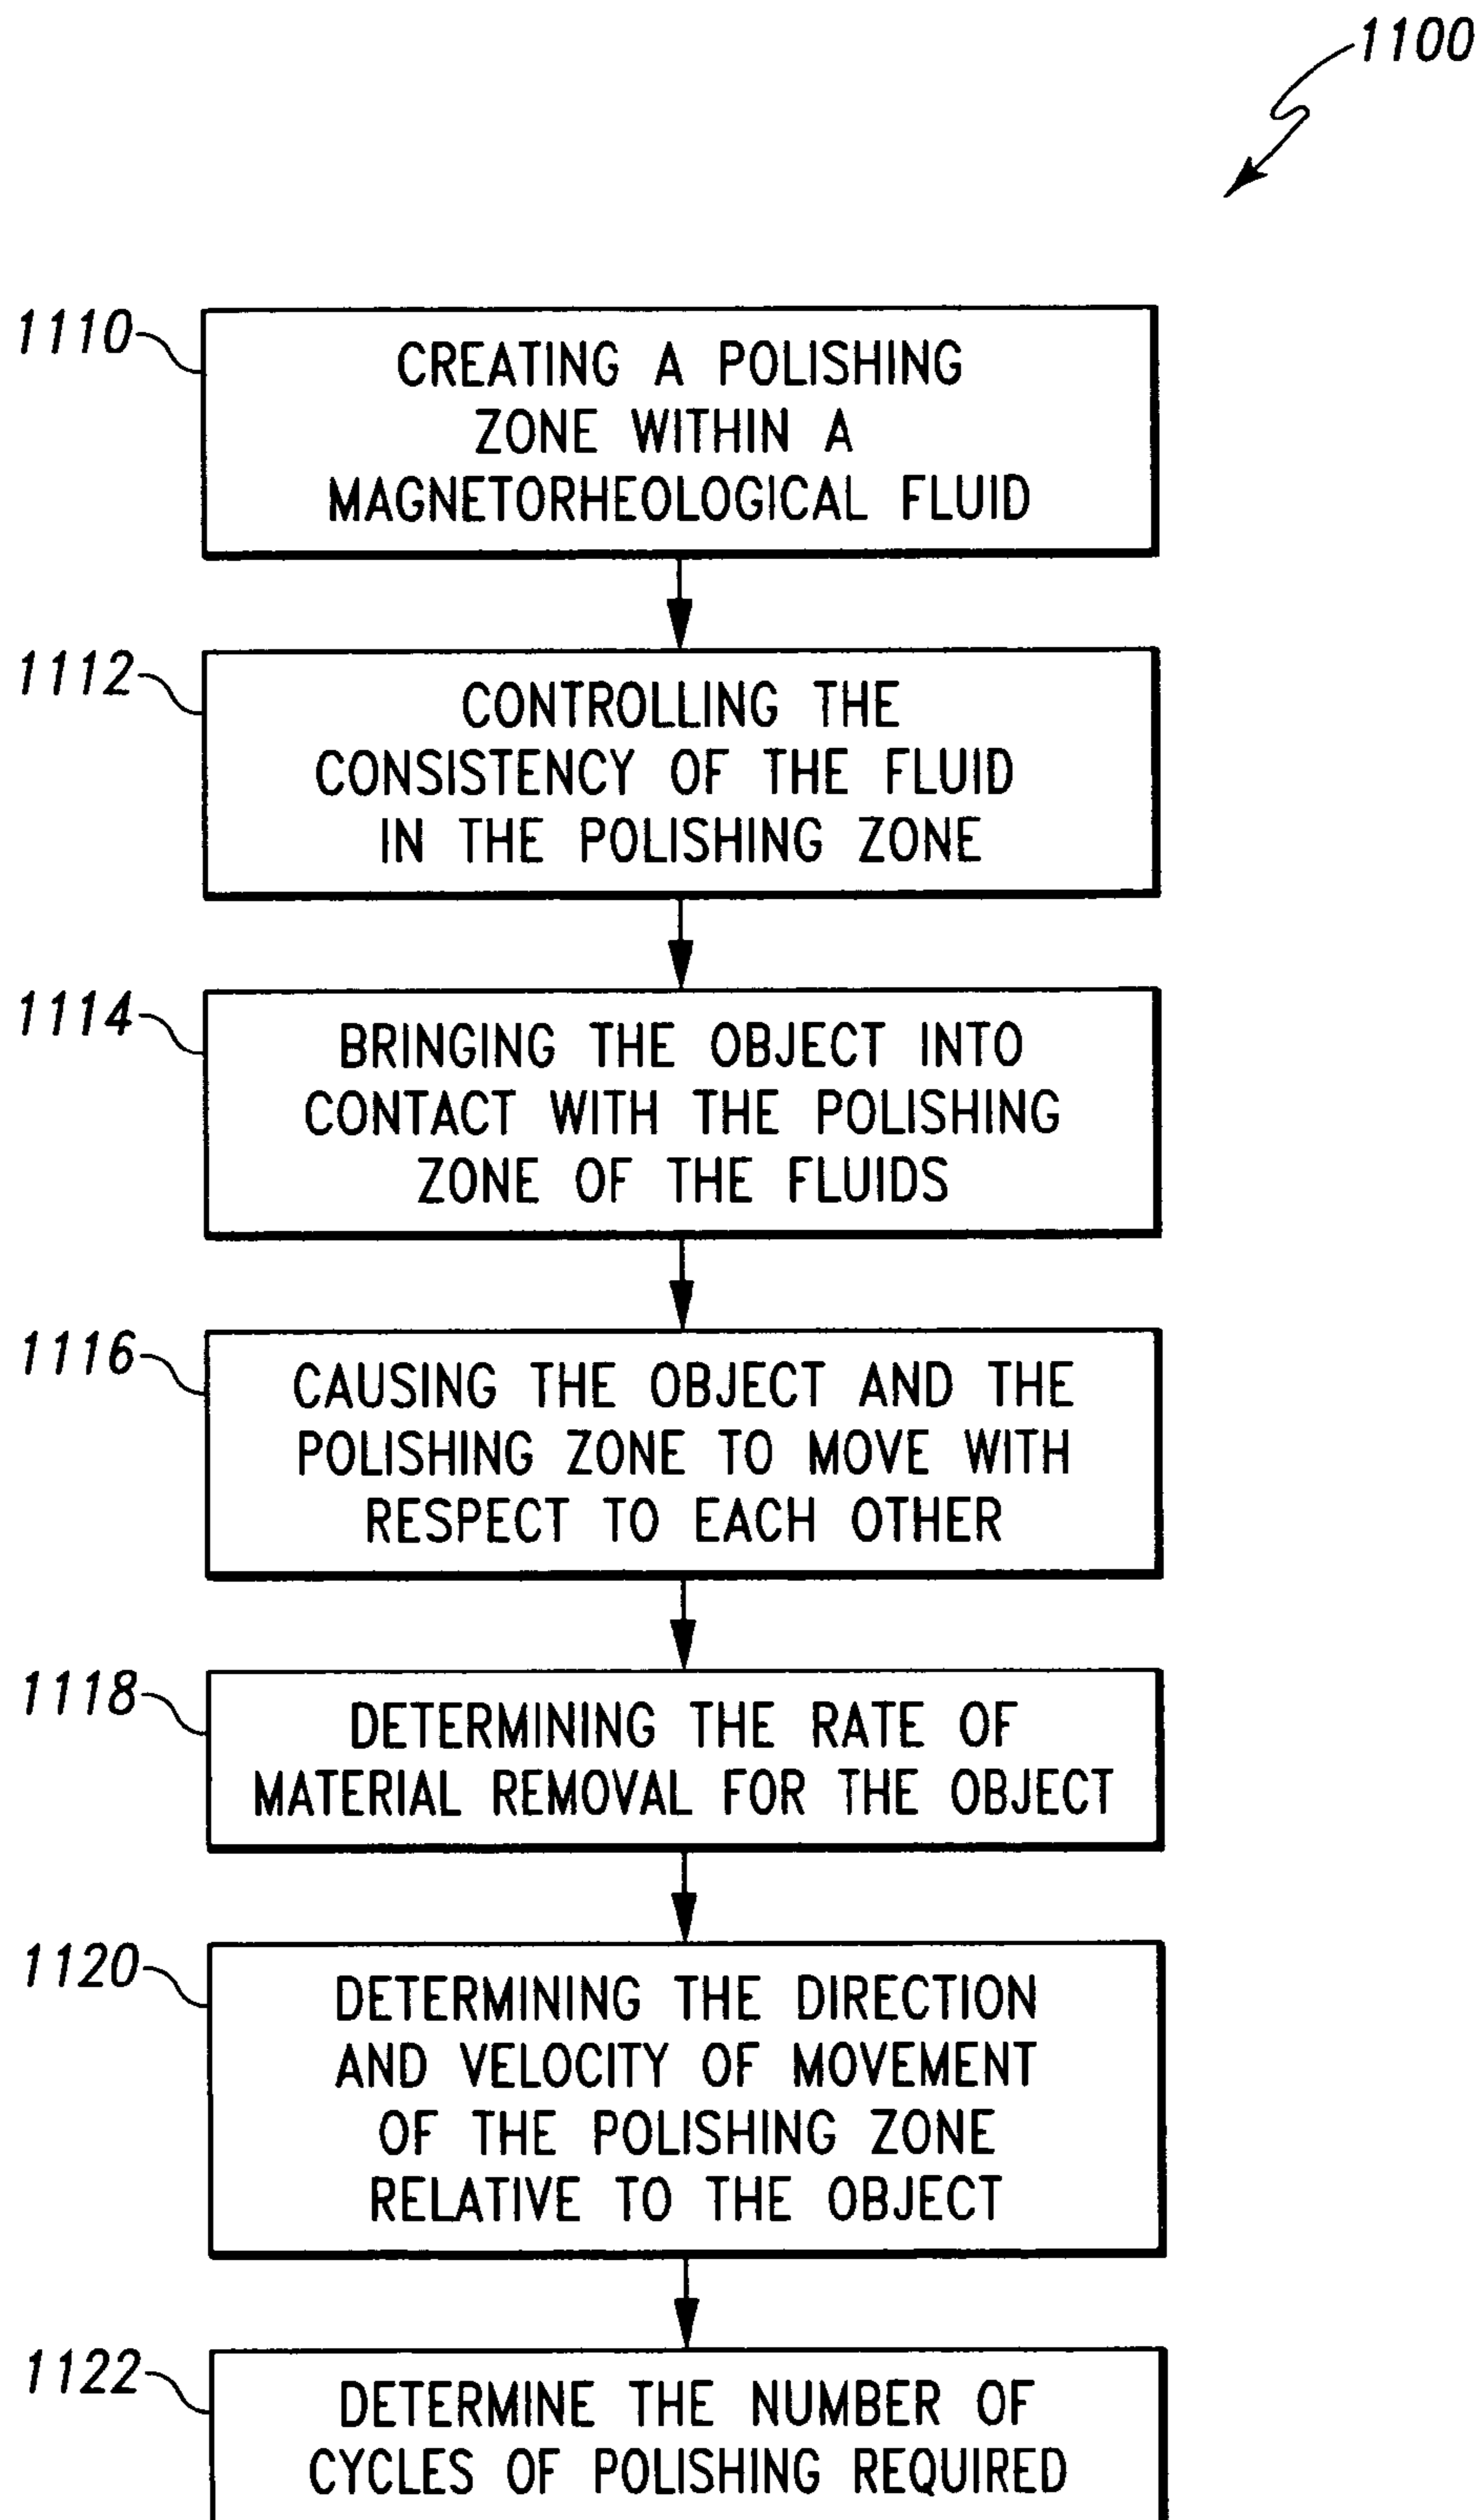 1100
1110
CREATING A POLISHING
ZONE WITHIN A
MAGNETORHEOLOGICAL FLUID
1112
CONTROLLING THE
CONSISTENCY OF THE FLUID
IN THE POLISHING ZONE
1114
BRINGING THE OBJECT INTO
CONTACT WITH THE POLISHING
ZONE OF THE FLUIDS
1116
CAUSING THE OBJECT AND THE
POLISHING ZONE TO MOVE WITH
RESPECT TO EACH OTHER
1118
DETERMINING THE RATE OF
MATERIAL REMOVAL FOR THE OBJECT
1120
DETERMINING THE DIRECTION
AND VELOCITY OF MOVEMENT
OF THE POLISHING ZONE
RELATIVE TO THE OBJECT
1122
DETERMINE THE NUMBER OF
CYCLES OF POLISHING REQUIRED